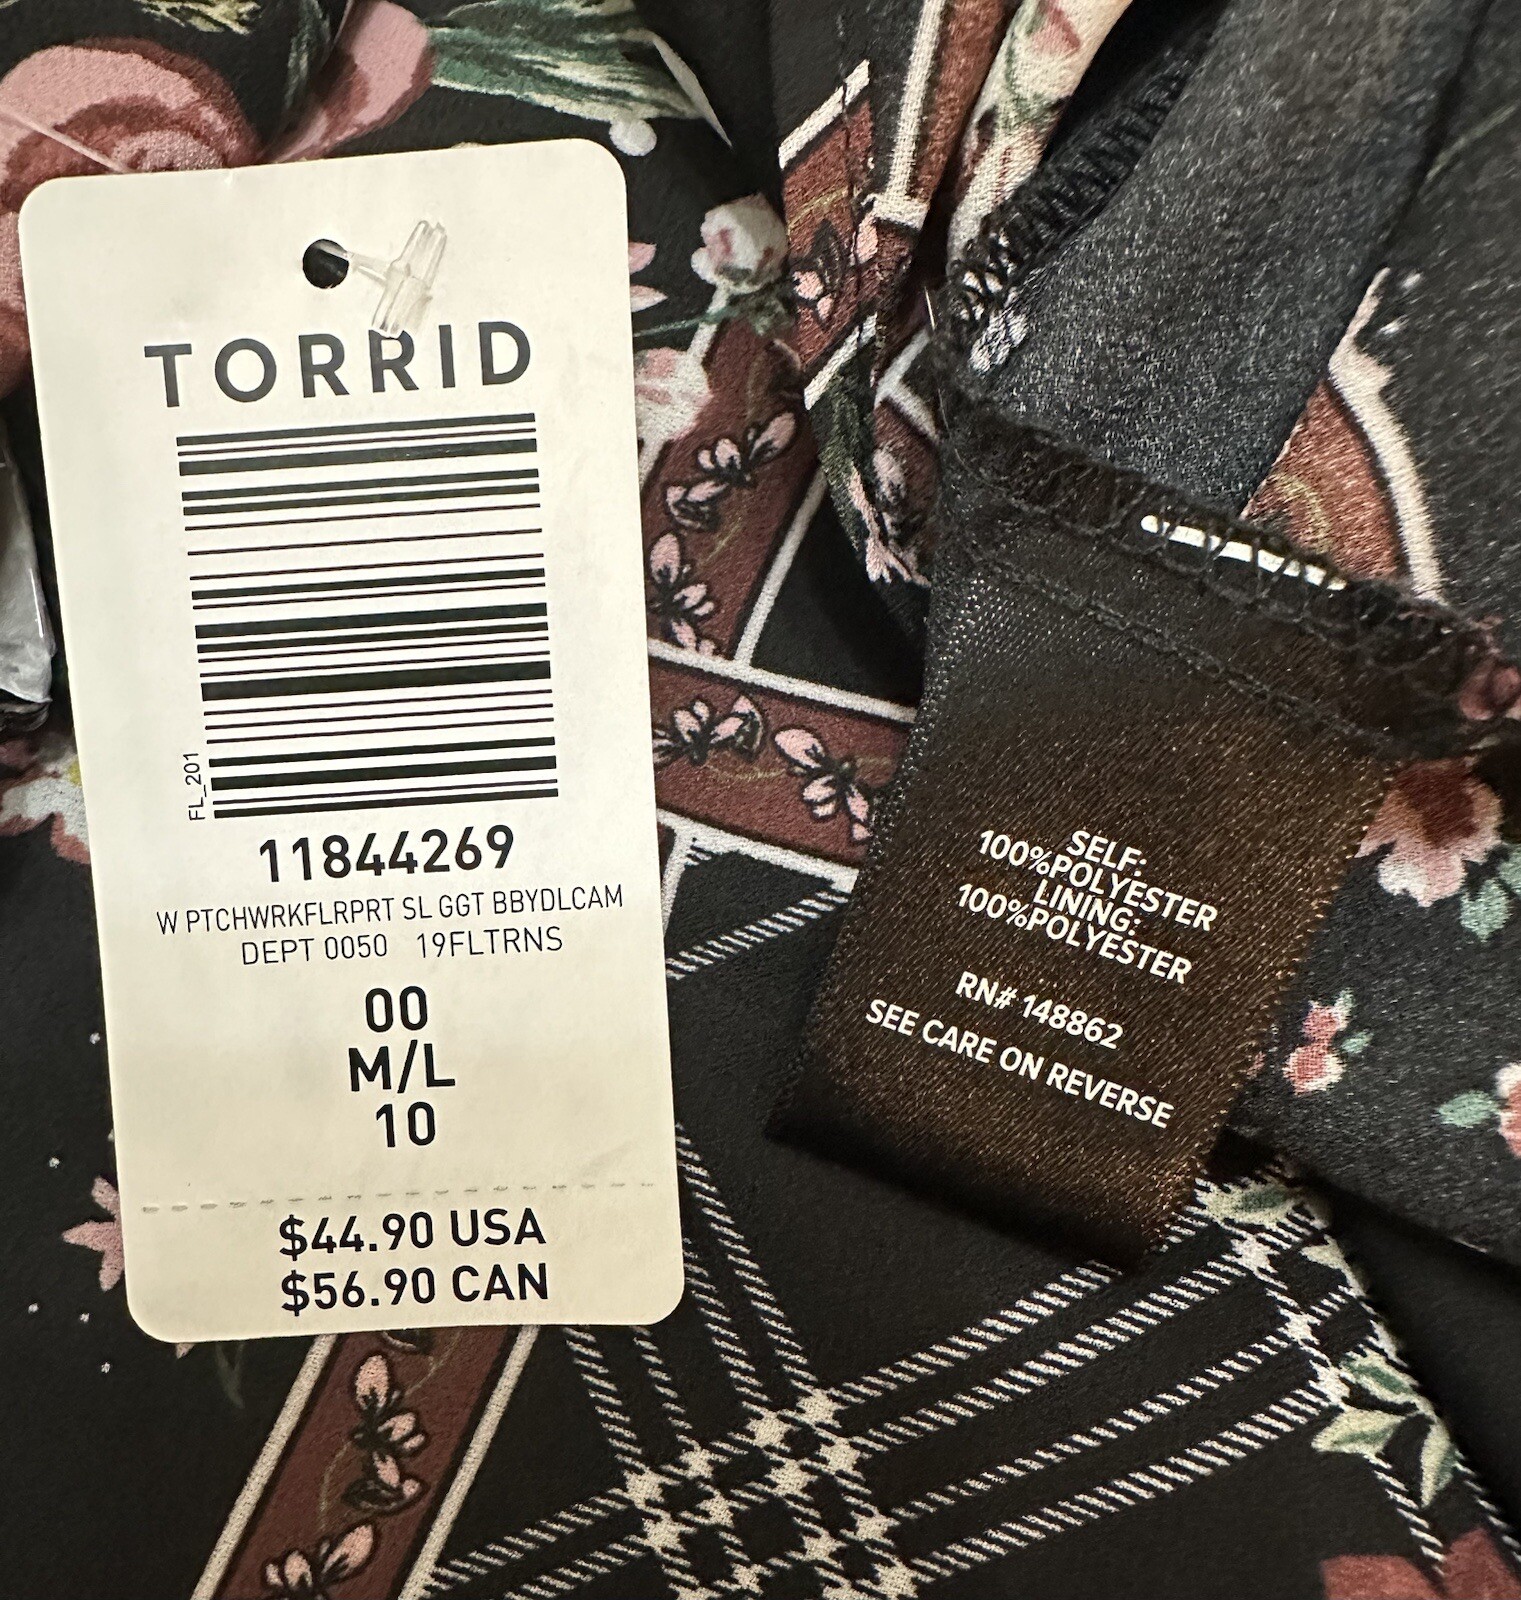 TORRID
FL_201
11844269
W PTCHWRKFLRPRT SL GGT BBYDLCAM
DEPT 0050 19FLTRNS
00
M/L
10
$44.90 USA
$56.90 CAN
SELF:
100%POLYESTER
LINING:
100%POLYESTER
RN# 148862
SEE CARE ON REVERSE